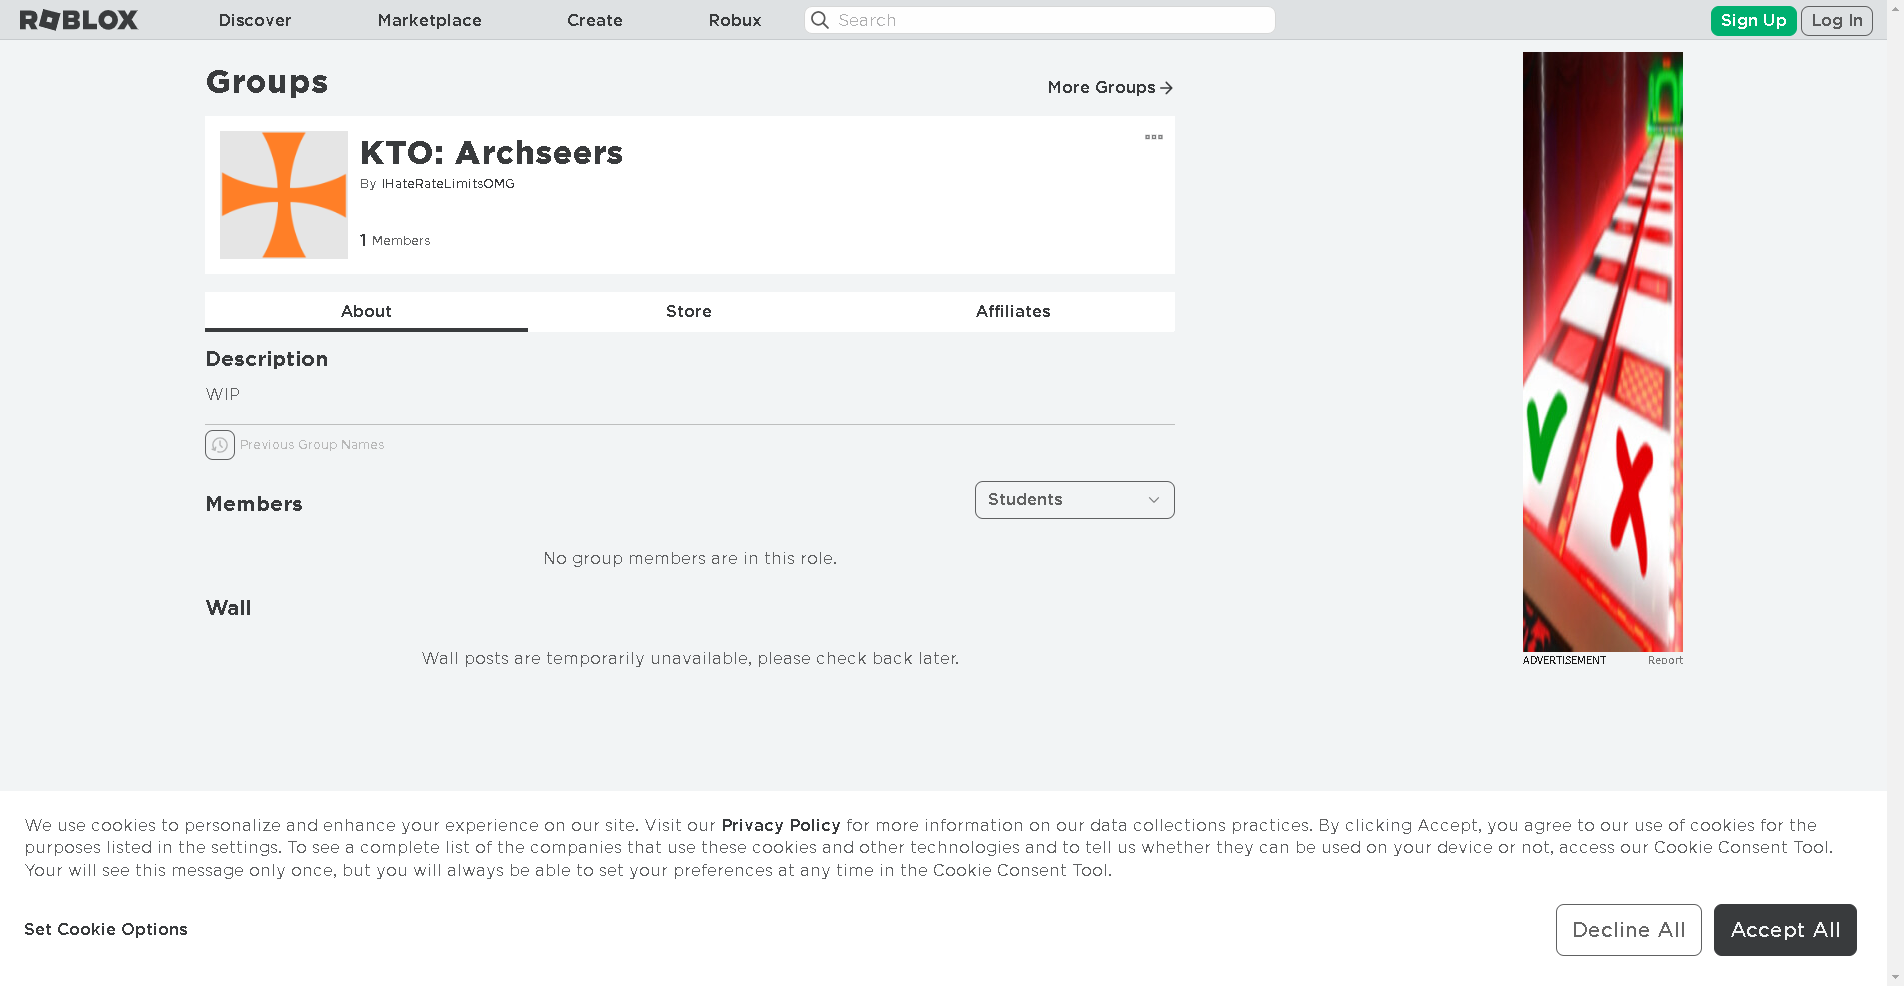 ROBLOX
Discover
Marketplace
Create
Robux
Search
Sign Up
Log In
Groups
More Groups
KTO: Archseers
By IHateRateLimitsOMG
1 Members
About
Store
Affiliates
Description
WIP
Previous Group Names
Members
Students
No group members are in this role.
Wall
Wall posts are temporarily unavailable, please check back later.
ADVERTISEMENT
Report
We use cookies to personalize and enhance your experience on our site. Visit our Privacy Policy for more information on our data collections practices. By clicking Accept, you agree to our use of cookies for the
purposes listed in the settings. To see a complete list of the companies that use these cookies and other technologies and to tell us whether they can be used on your device or not, access our Cookie Consent Tool.
Your will see this message only once, but you will always be able to set your preferences at any time in the Cookie Consent Tool.
Set Cookie Options
Decline All
Accept All